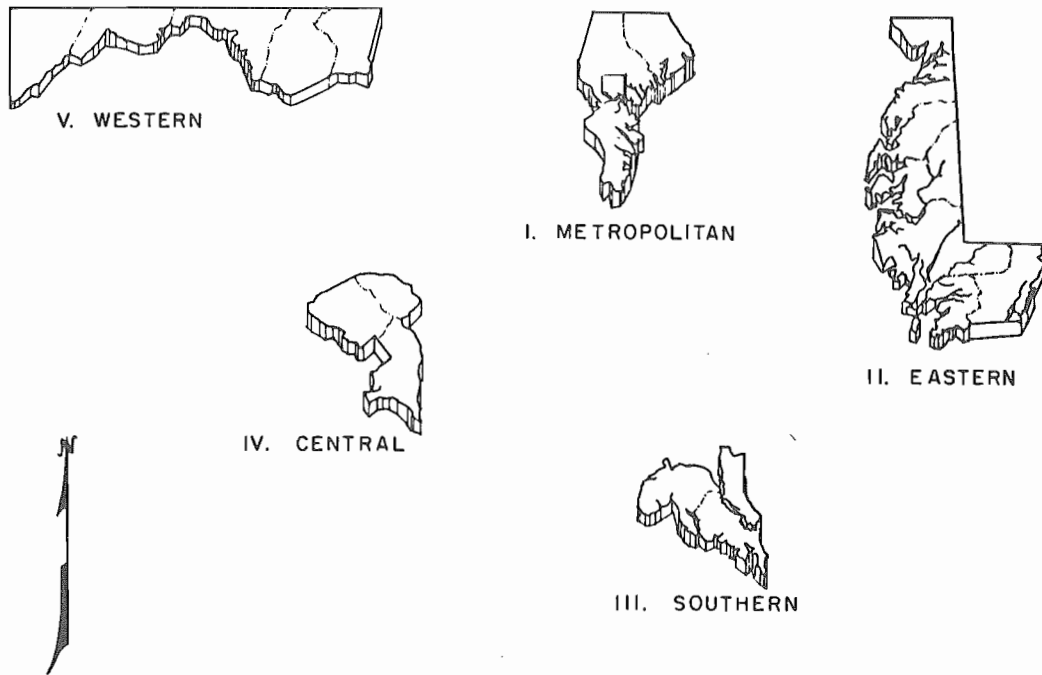 V. WESTERN
I. METROPOLITAN
II. EASTERN
IV. CENTRAL
N
III. SOUTHERN